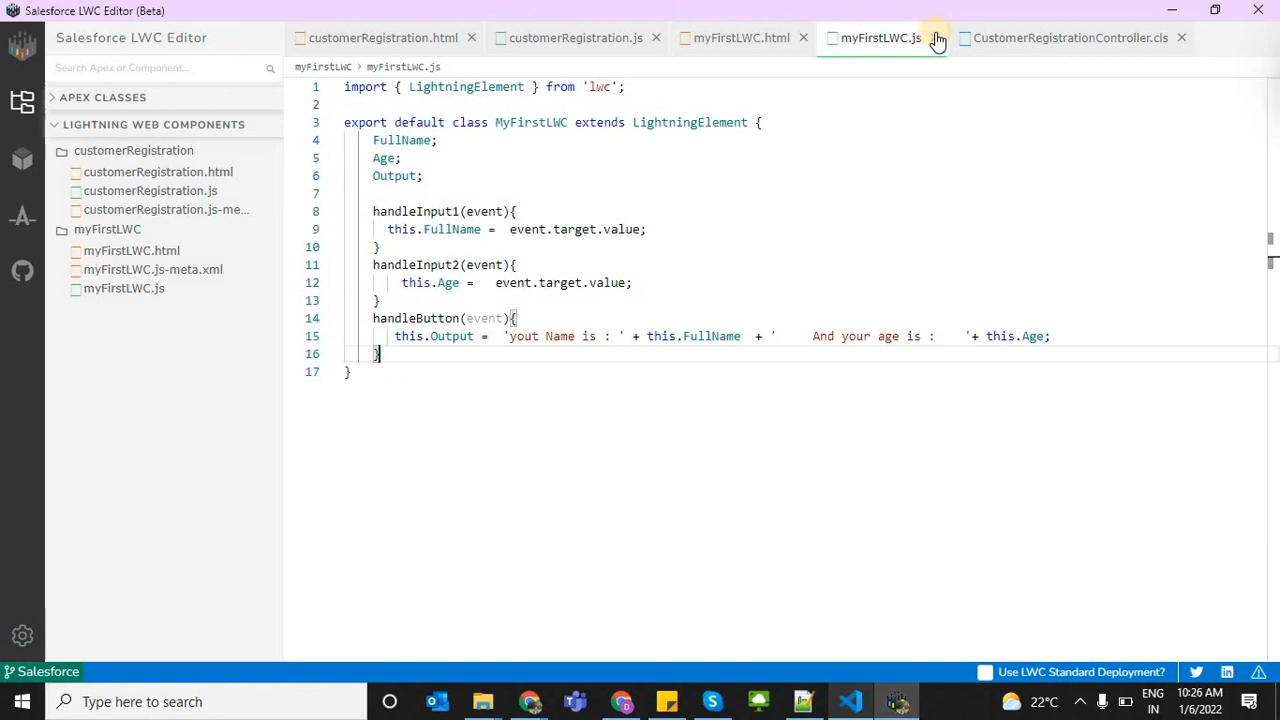 Salesforce LWC Editor (Beta)
Salesforce LWC Editor
customerRegistration.html
customerRegistration.js
myFirstLWC.html
myFirstLWC.js
CustomerRegistrationController.cls
Search Apex or Component...
myFirstLWC > myFirstLWC.js
APEX CLASSES
LIGHTNING WEB COMPONENTS
customerRegistration
customerRegistration.html
customerRegistration.js
customerRegistration.js-me...
myFirstLWC
myFirstLWC.html
myFirstLWC.js-meta.xml
myFirstLWC.js
1 import { LightningElement } from 'lwc';
2
3 export default class MyFirstLWC extends LightningElement {
4 FullName;
5 Age;
6 Output;
7
8 handleInput1(event){
9 this.FullName =  event.target.value;
10 }
11 handleInput2(event){
12 this.Age =   event.target.value;
13 }
14 handleButton(event){
15 this.Output =  'yout Name is : ' + this.FullName  + '     And your age is :    '+ this.Age;
16 }
17 }
Salesforce
Use LWC Standard Deployment?
Type here to search
22°C
ENG
IN
10:26 AM
1/6/2022